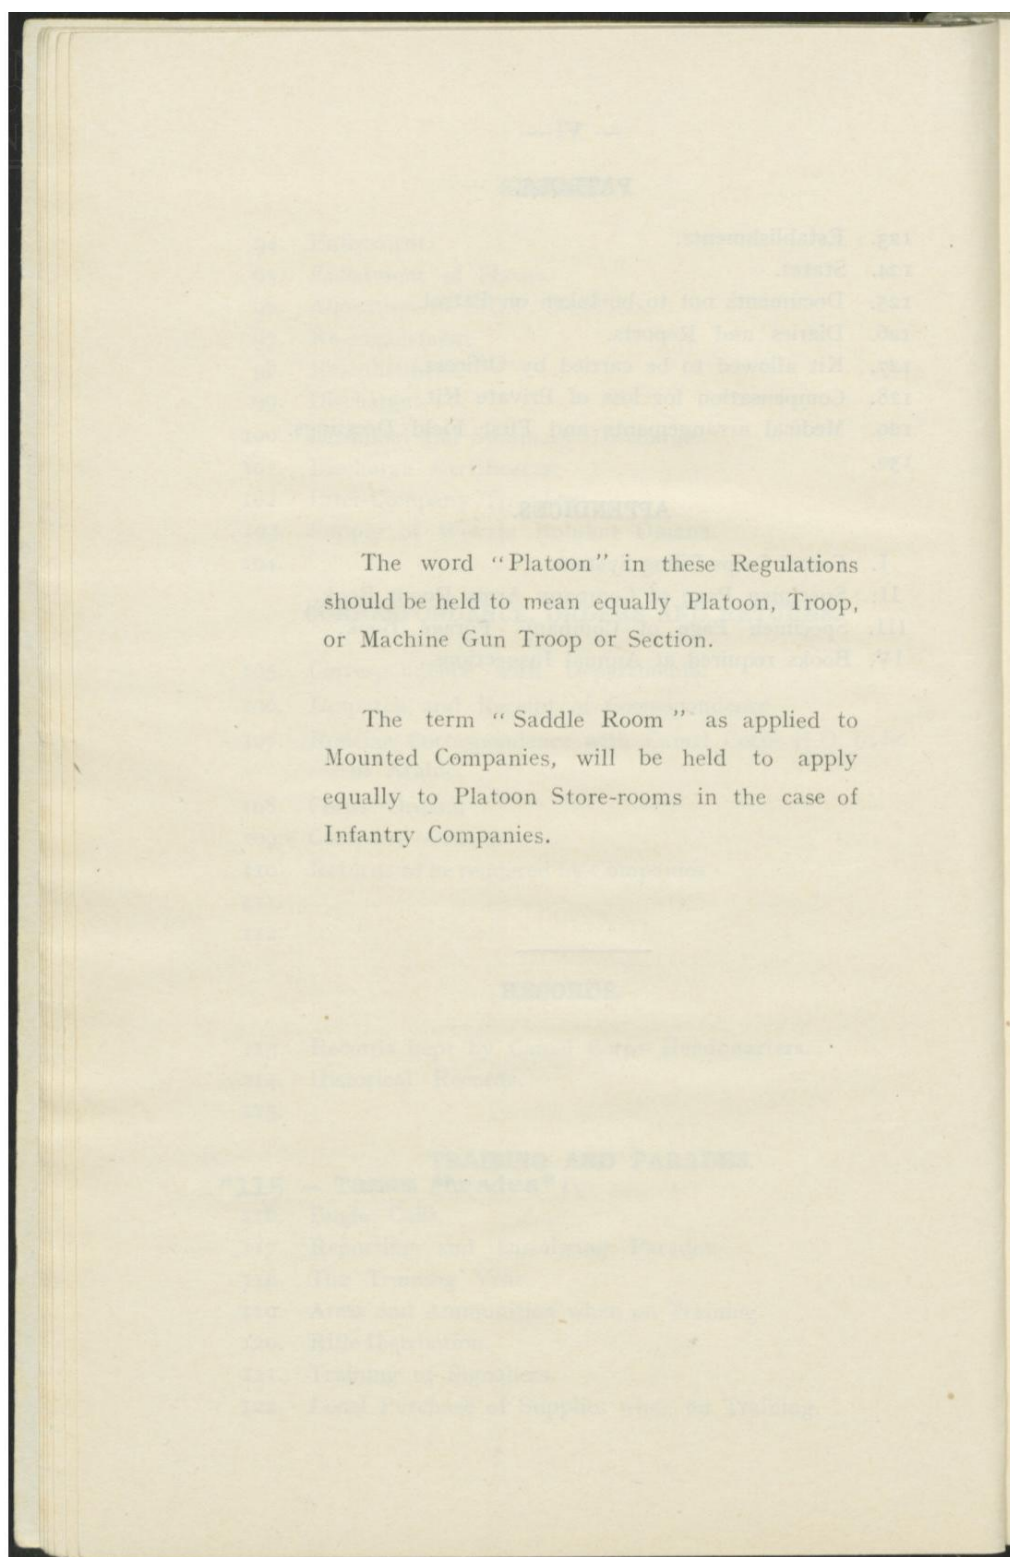 The word “Platoon” in these Regulations
should be held to mean equally Platoon, Troop,
or Machine Gun Troop or Section.
The term “Saddle Room” as applied to
Mounted Companies, will be held to apply
equally to Platoon Store-rooms in the case of
Infantry Companies.